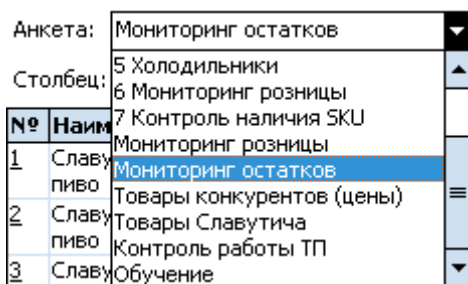 Анкета: Мониторинг остатков
5 Холодильники
Столбец:
6 Мониторинг розницы
№ Наим
7 Контроль наличия SKU
Мониторинг розницы
1 Славу
Мониторинг остатков
пиво
Товары конкурентов (цены)
2 Славу
Товары Славутича
пиво
Контроль работы ТП
3 Славу
Обучение